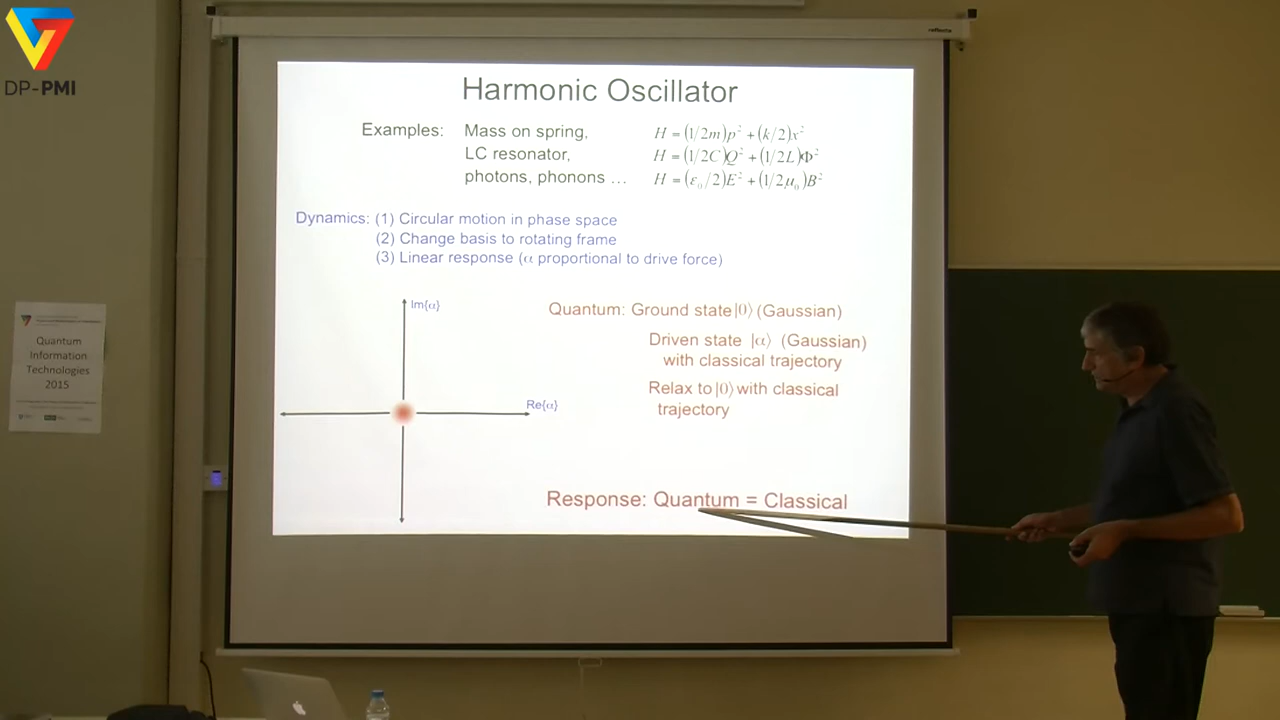 DP-PMI
reflecta
Harmonic Oscillator
Examples: Mass on spring, H = (1/2m)p² + (k/2)x²
LC resonator, H = (1/2C)Q² + (1/2L)Φ²
photons, phonons ... H = (ε₀/2)E² + (1/2μ₀)B²
Dynamics: (1) Circular motion in phase space
(2) Change basis to rotating frame
(3) Linear response (α proportional to drive force)
Im{α}
Re{α}
Quantum: Ground state |0⟩ (Gaussian)
Driven state |α⟩ (Gaussian)
with classical trajectory
Relax to |0⟩ with classical
trajectory
Response: Quantum = Classical
Quantum
Information
Technologies
2015